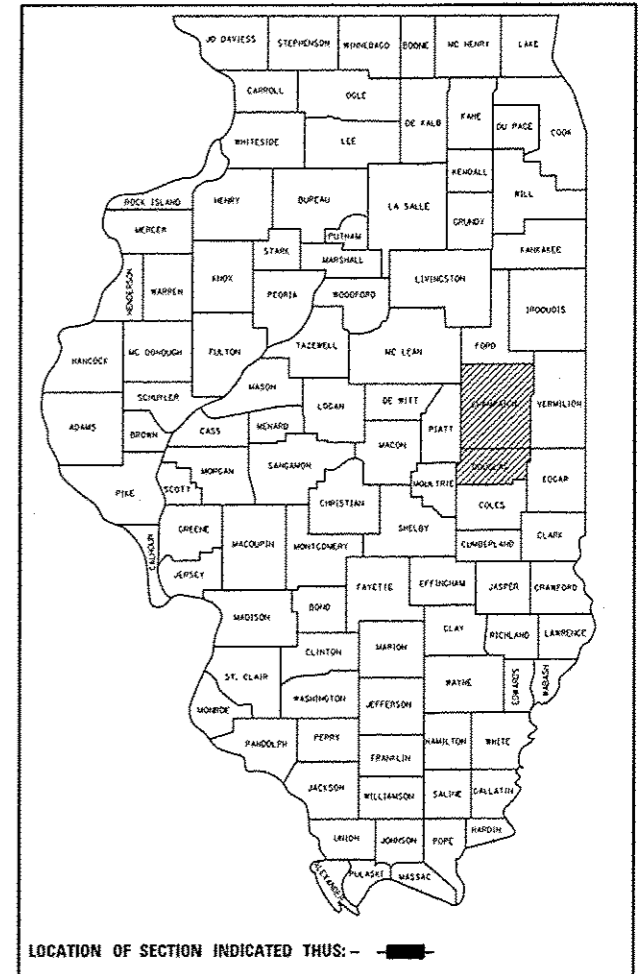 JO DAVIESS STEPHENSON WINNEBAGO BOONE MC HENRY LAKE
CARROLL OGLE DE KALB KANE DU PAGE COOK
WHITESIDE LEE KENDALL WILL
ROCK ISLAND HENRY BUREAU LA SALLE GRUNDY
MERCER PUTNAM KANKAKEE
STARK MARSHALL LIVINGSTON
HENDERSON WARREN KNOX PEORIA WOODFORD IROQUOIS
FORD
HANCOCK MC DONOUGH FULTON TAZEWELL MC LEAN
MASON CHAMPAIGN VERMILION
SCHUYLER LOGAN DE WITT PIATT
ADAMS BROWN CASS MENARD MACON
MORGAN SANGAMON DOUGLAS
PIKE SCOTT CHRISTIAN MOULTRIE COLES EDGAR
GREENE SHELBY
CALHOUN MACOUPIN MONTGOMERY CUMBERLAND CLARK
JERSEY FAYETTE EFFINGHAM JASPER CRAWFORD
MADISON BOND
CLAY RICHLAND LAWRENCE
CLINTON MARION
ST. CLAIR WAYNE EDWARDS WABASH
WASHINGTON JEFFERSON
MONROE
RANDOLPH PERRY HAMILTON WHITE
FRANKLIN
JACKSON WILLIAMSON SALINE GALLATIN
UNION JOHNSON POPE HARDIN
ALEXANDER PULASKI MASSAC
LOCATION OF SECTION INDICATED THUS: -